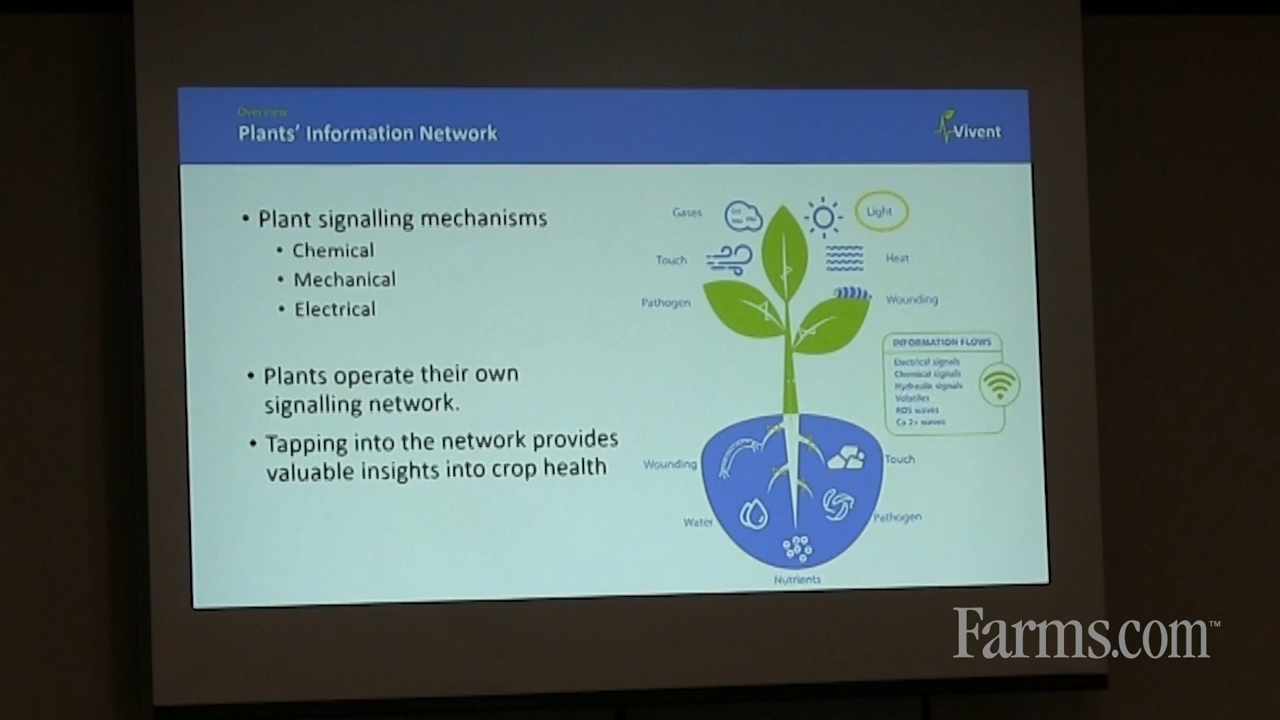 Overview
Plants' Information Network
Vivent
• Plant signalling mechanisms
• Chemical
• Mechanical
• Electrical
• Plants operate their own
signalling network.
• Tapping into the network provides
valuable insights into crop health
Gases
Light
Touch
Heat
Pathogen
Wounding
INFORMATION FLOWS
Electrical signals
Chemical signals
Hydraulic signals
Volatiles
ROS waves
Ca 2+ waves
Wounding
Touch
Water
Pathogen
Nutrients
Farms.com™